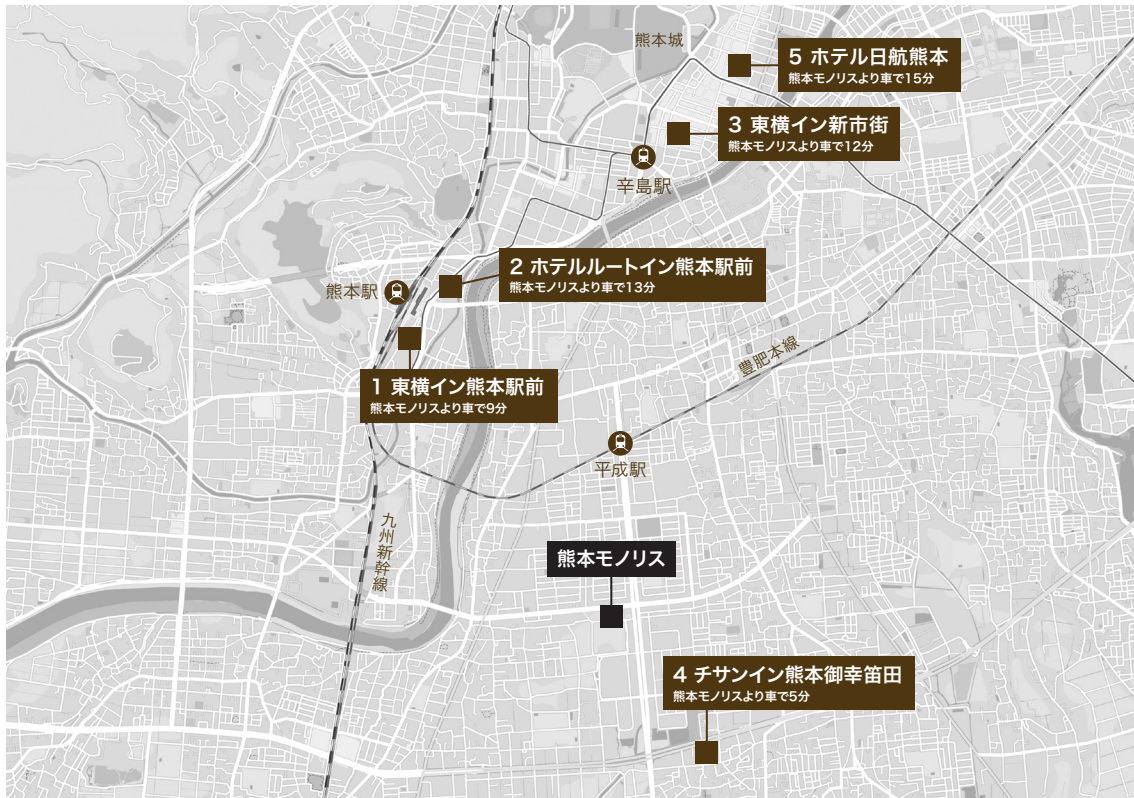 熊本城
5 ホテル日航熊本
熊本モノリスより車で15分
3 東横イン新市街
熊本モノリスより車で12分
辛島駅
2 ホテルルートイン熊本駅前
熊本モノリスより車で13分
熊本駅
1 東横イン熊本駅前
熊本モノリスより車で9分
豊肥本線
平成駅
九州新幹線
熊本モノリス
4 チサンイン熊本御幸笛田
熊本モノリスより車で5分